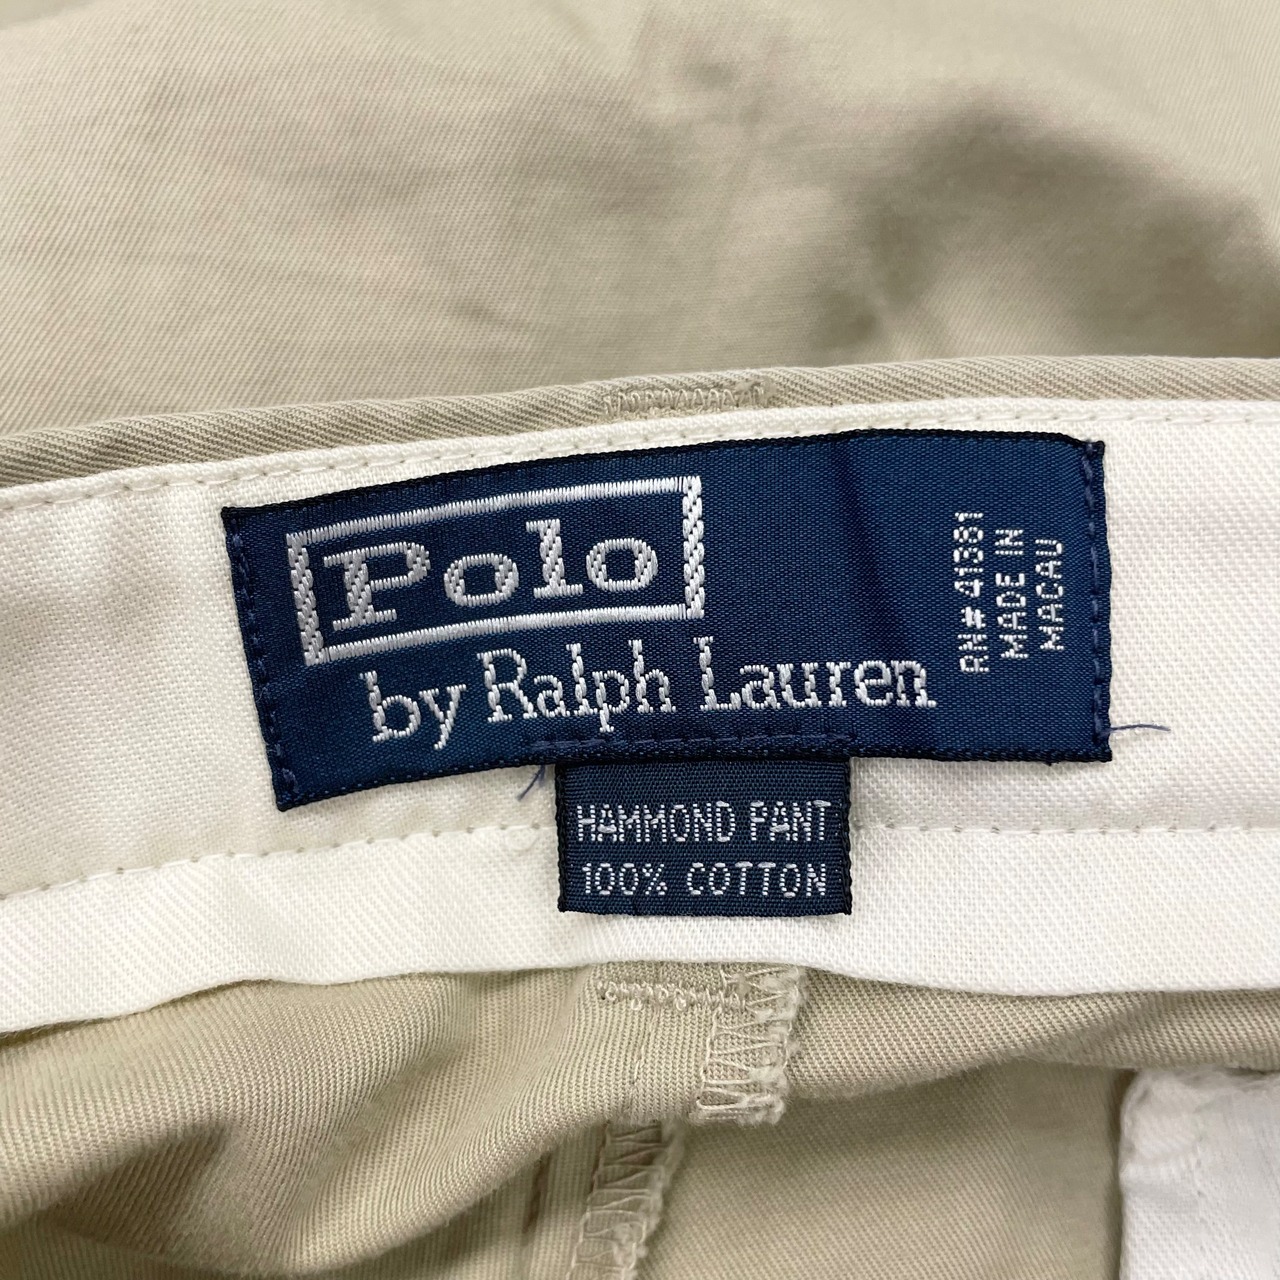 Polo
by Ralph Lauren
RN# 41381
MADE IN
MACAU
HAMMOND PANT
100% COTTON